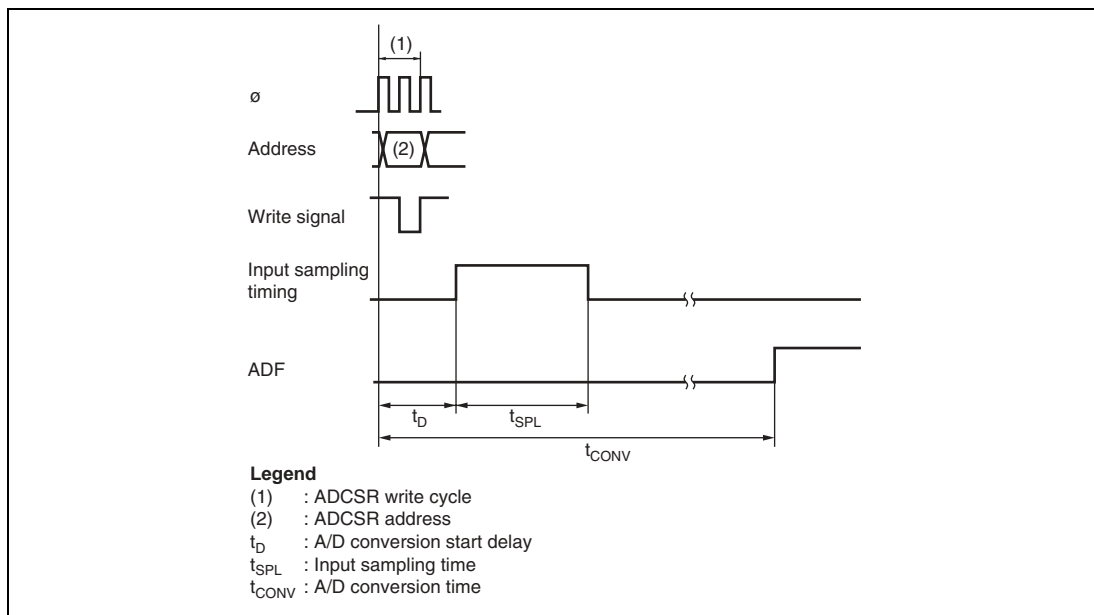 (1)
ø
Address
(2)
Write signal
Input sampling
timing
ADF
tD
tSPL
tCONV
Legend
(1) : ADCSR write cycle
(2) : ADCSR address
tD : A/D conversion start delay
tSPL : Input sampling time
tCONV : A/D conversion time